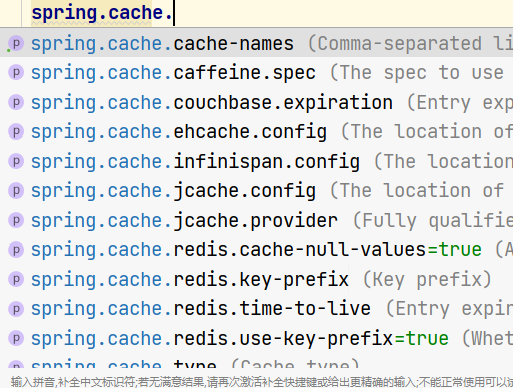 spring.cache.
p spring.cache.cache-names (Comma-separated li
p spring.cache.caffeine.spec (The spec to use
p spring.cache.couchbase.expiration (Entry exp
p spring.cache.ehcache.config (The location of
p spring.cache.infinispan.config (The location
p spring.cache.jcache.config (The location of
p spring.cache.jcache.provider (Fully qualifie
p spring.cache.redis.cache-null-values=true (A
p spring.cache.redis.key-prefix (Key prefix)
p spring.cache.redis.time-to-live (Entry expir
p spring.cache.redis.use-key-prefix=true (Whet
spring.cache.type (Cache type)
输入拼音,补全中文标识符;若无满意结果,请再次激活补全快捷键或给出更精确的输入;不能正常使用可以